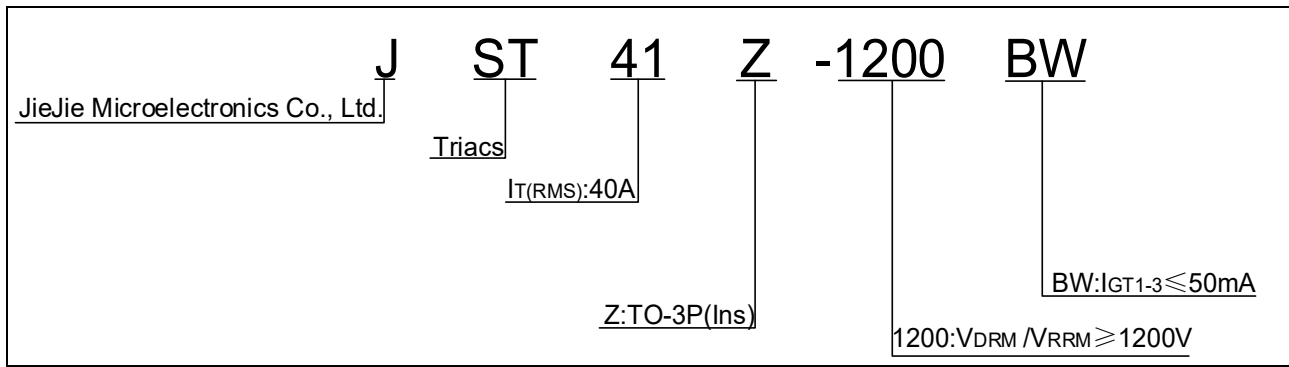 J ST 41 Z -1200 BW
JieJie Microelectronics Co., Ltd.
Triacs
IT(RMS):40A
BW:IGT1-3≤50mA
Z:TO-3P(Ins)
1200:VDRM /VRRM≥1200V